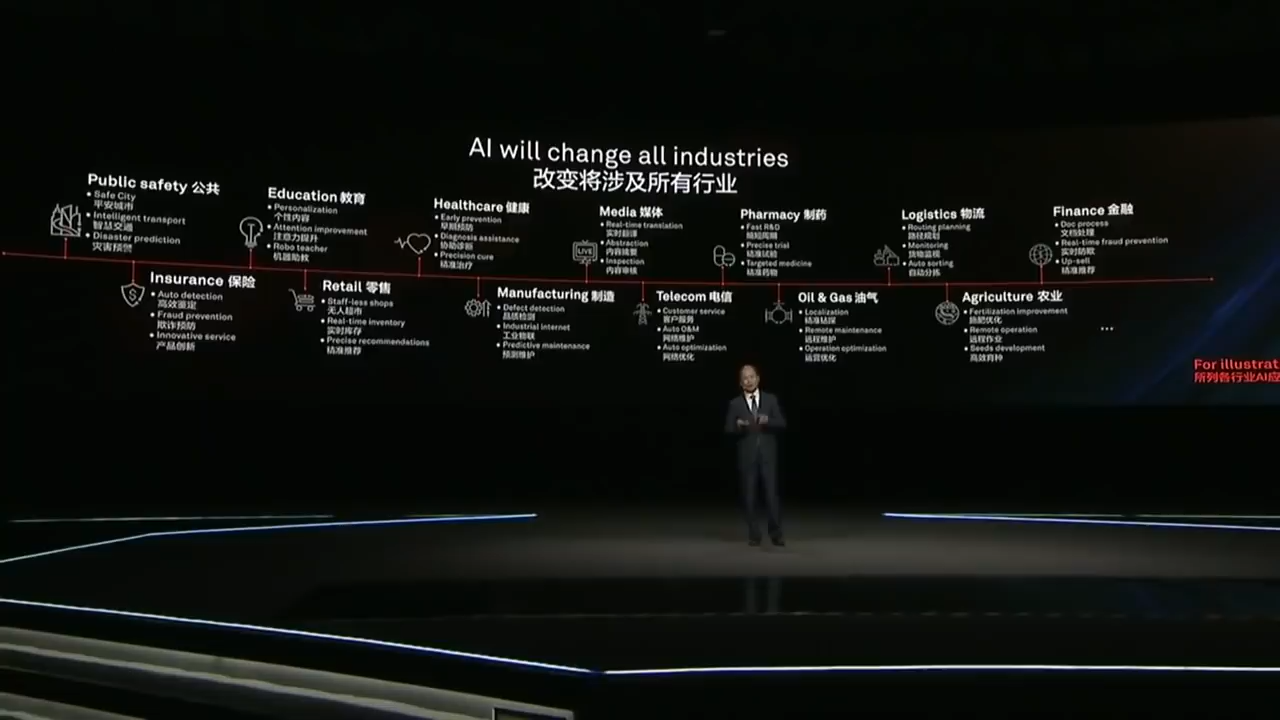 AI will change all industries
改变将涉及所有行业
Public safety 公共
• Safe City
平安城市
• Intelligent transport
智慧交通
• Disaster prediction
灾害预警
Education 教育
• Personalization
个性内容
• Attention improvement
注意力提升
• Robo teacher
机器助教
Healthcare 健康
• Early prevention
早期预防
• Diagnosis assistance
协助诊断
• Precision cure
精准治疗
Media 媒体
• Real-time translation
实时翻译
• Abstraction
内容摘要
• Inspection
内容审核
Live
Pharmacy 制药
• Fast R&D
缩短周期
• Precise trial
精准试验
• Targeted medicine
精准药物
Logistics 物流
• Routing planning
路径规划
• Monitoring
货物监视
• Auto sorting
自动分拣
Finance 金融
• Doc process
文档处理
• Real-time fraud prevention
实时防欺
• Up-sell
精准推荐
Insurance 保险
• Auto detection
高效鉴定
• Fraud prevention
欺诈预防
• Innovative service
产品创新
Retail 零售
• Staff-less shops
无人超市
• Real-time inventory
实时库存
• Precise recommendations
精准推荐
Manufacturing 制造
• Defect detection
品质检测
• Industrial internet
工业物联
• Predictive maintenance
预测维护
Telecom 电信
• Customer service
客户服务
• Auto O&M
网络维护
• Auto optimization
网络优化
Oil & Gas 油气
• Localization
精准钻探
• Remote maintenance
远程维护
• Operation optimization
运营优化
Agriculture 农业
• Fertilization improvement
施肥优化
• Remote operation
远程作业
• Seeds development
高效育种
...
For illustrat
所列各行业AI应